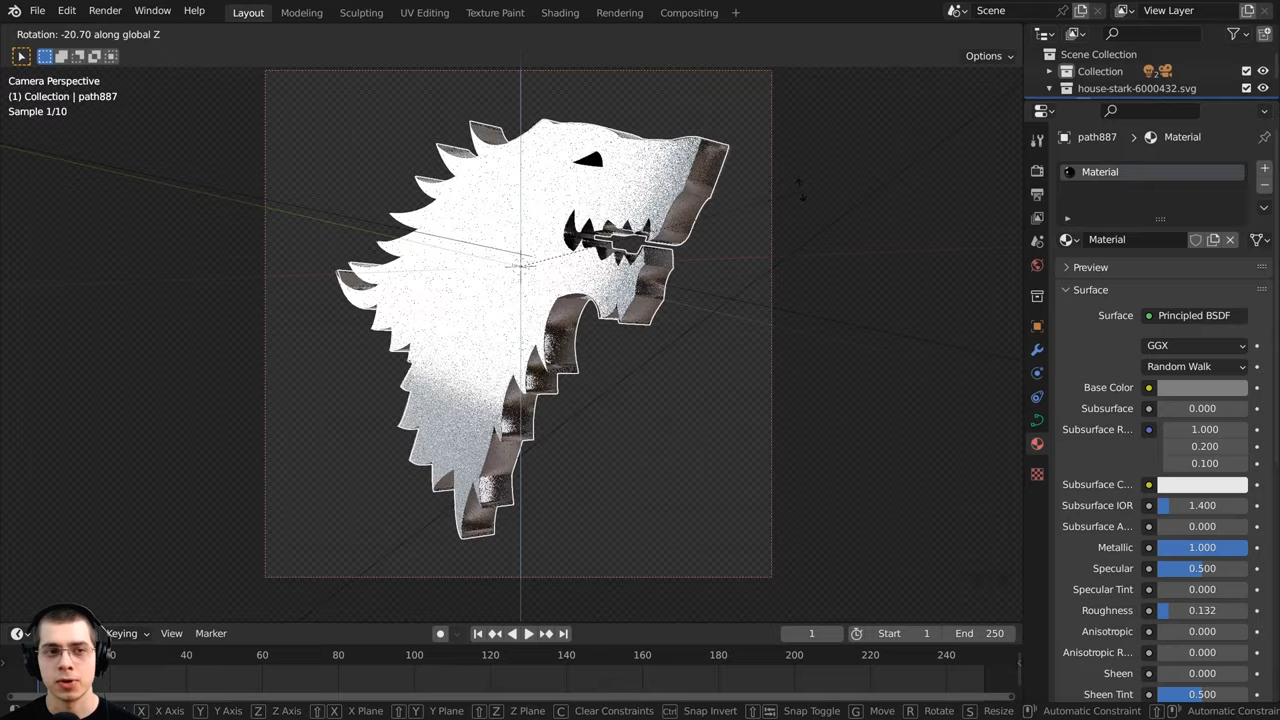 File Edit Render Window Help Layout Modeling Sculpting UV Editing Texture Paint Shading Rendering Compositing + Scene View Layer
Rotation: -20.70 along global Z
Options
Camera Perspective
(1) Collection | path887
Sample 1/10
Scene Collection
Collection 2
house-stark-6000432.svg
path887 > Material
Material
Material
Preview
Surface
Surface Principled BSDF
GGX
Random Walk
Base Color
Subsurface 0.000
Subsurface R... 1.000
0.200
0.100
Subsurface C...
Subsurface IOR 1.400
Subsurface A... 0.000
Metallic 1.000
Specular 0.500
Specular Tint 0.000
Roughness 0.132
Anisotropic 0.000
Anisotropic R... 0.000
Sheen 0.000
Sheen Tint 0.500
Keying View Marker 1 Start 1 End 250
20 40 60 80 100 120 140 160 180 200 220 240
X X Axis Y Y Axis Z Z Axis X X Plane Y Y Plane Z Z Plane C Clear Constraints Ctrl Snap Invert Snap Toggle G Move R Rotate S Resize Automatic Constraint Automatic Constrai